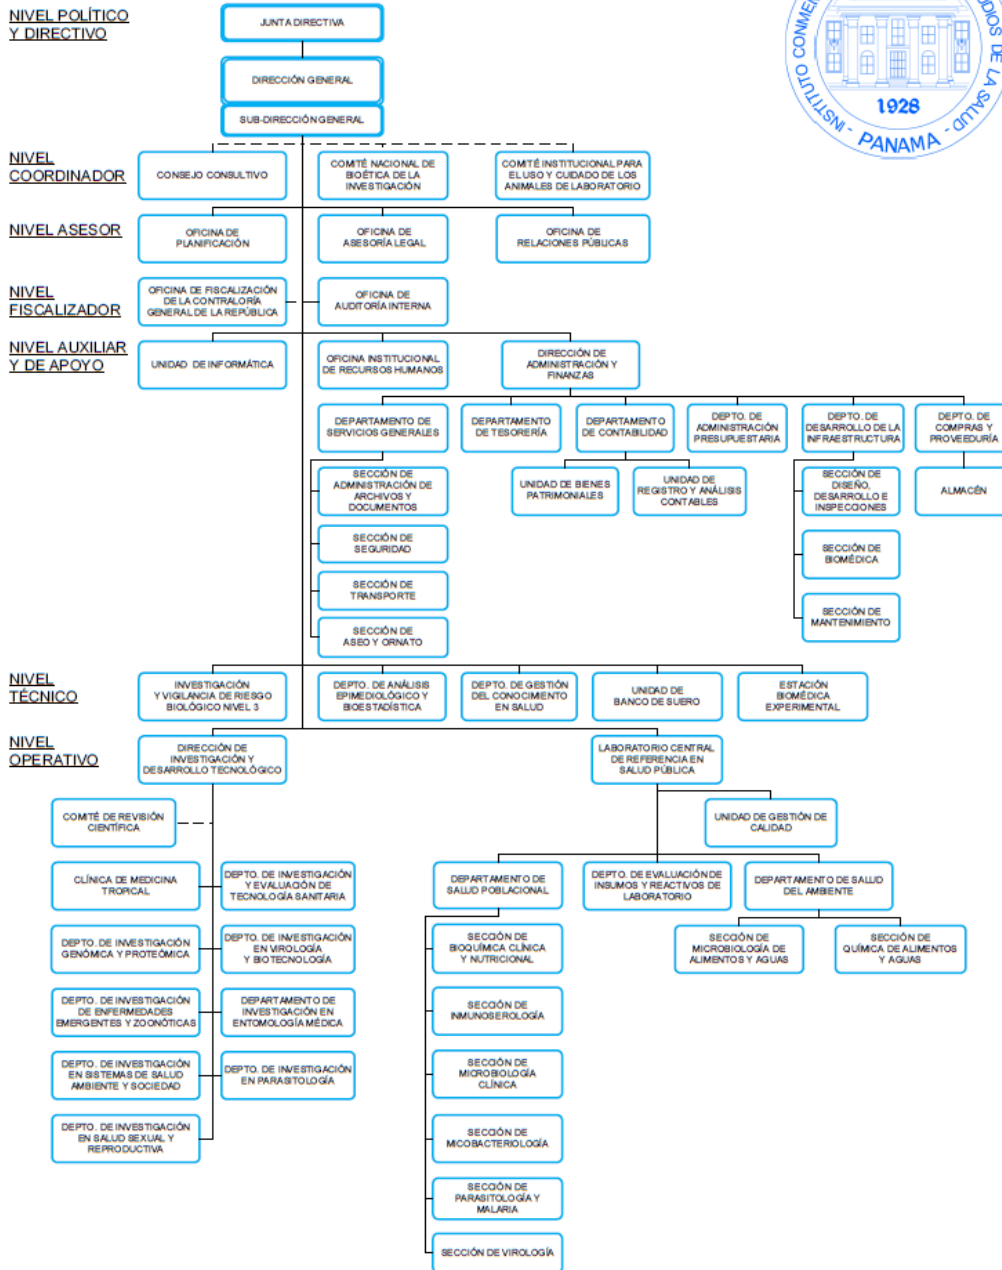 NIVEL POLÍTICO
Y DIRECTIVO
JUNTA DIRECTIVA
DIRECCIÓN GENERAL
SUB-DIRECCIÓN GENERAL
INSTITUTO CONME
DIOS DE LA SALUD
1928
- PANAMA -
NIVEL
COORDINADOR
CONSEJO CONSULTIVO
COMITÉ NACIONAL DE
BIOÉTICA DE LA
INVESTIGACIÓN
COMITÉ INSTITUCIONAL PARA
EL USO Y CUIDADO DE LOS
ANIMALES DE LABORATORIO
NIVEL ASESOR
OFICINA DE
PLANIFICACIÓN
OFICINA DE
ASESORÍA LEGAL
OFICINA DE
RELACIONES PÚBLICAS
NIVEL
FISCALIZADOR
OFICINA DE FISCALIZACIÓN
DE LA CONTRALORÍA
GENERAL DE LA REPÚBLICA
OFICINA DE
AUDITORÍA INTERNA
NIVEL AUXILIAR
Y DE APOYO
UNIDAD DE INFORMÁTICA
OFICINA INSTITUCIONAL
DE RECURSOS HUMANOS
DIRECCIÓN DE
ADMINISTRACIÓN Y
FINANZAS
DEPARTAMENTO DE
SERVICIOS GENERALES
DEPARTAMENTO
DE TESORERÍA
DEPARTAMENTO
DE CONTABILIDAD
DEPTO. DE
ADMINISTRACIÓN
PRESUPUESTARIA
DEPTO. DE
DESARROLLO DE LA
INFRAESTRUCTURA
DEPTO. DE
COMPRAS Y
PROVEEDURÍA
SECCIÓN DE
ADMINISTRACIÓN DE
ARCHIVOS Y
DOCUMENTOS
UNIDAD DE BIENES
PATRIMONIALES
UNIDAD DE
REGISTRO Y ANÁLISIS
CONTABLES
SECCIÓN DE
DISEÑO,
DESARROLLO E
INSPECCIONES
ALMACÉN
SECCIÓN DE
SEGURIDAD
SECCIÓN DE
BIOMÉDICA
SECCIÓN DE
TRANSPORTE
SECCIÓN DE
MANTENIMIENTO
SECCIÓN DE
ASEO Y ORNATO
NIVEL
TÉCNICO
INVESTIGACIÓN
Y VIGILANCIA DE RIESGO
BIOLÓGICO NIVEL 3
DEPTO. DE ANÁLISIS
EPIMEDIOLÓGICO Y
BIOESTADÍSTICA
DEPTO. DE GESTIÓN
DEL CONOCIMIENTO
EN SALUD
UNIDAD DE
BANCO DE SUERO
ESTACIÓN
BIOMÉDICA
EXPERIMENTAL
NIVEL
OPERATIVO
DIRECCIÓN DE
INVESTIGACIÓN Y
DESARROLLO TECNOLÓGICO
LABORATORIO CENTRAL
DE REFERENCIA EN
SALUD PÚBLICA
COMITÉ DE REVISIÓN
CIENTÍFICA
UNIDAD DE GESTIÓN DE
CALIDAD
CLÍNICA DE MEDICINA
TROPICAL
DEPTO. DE INVESTIGACIÓN
Y EVALUACIÓN DE
TECNOLOGÍA SANITARIA
DEPARTAMENTO DE
SALUD POBLACIONAL
DEPTO. DE EVALUACIÓN DE
INSUMOS Y REACTIVOS DE
LABORATORIO
DEPARTAMENTO DE SALUD
DEL AMBIENTE
DEPTO. DE INVESTIGACIÓN
GENÓMICA Y PROTEÓMICA
DEPTO. DE INVESTIGACIÓN
EN VIROLOGÍA
Y BIOTECNOLOGÍA
SECCIÓN DE
BIOQUÍMICA CLÍNICA
Y NUTRICIONAL
SECCIÓN DE
MICROBIOLOGÍA DE
ALIMENTOS Y AGUAS
SECCIÓN DE
QUÍMICA DE ALIMENTOS
Y AGUAS
DEPTO. DE INVESTIGACIÓN
DE ENFERMEDADES
EMERGENTES Y ZOONÓTICAS
DEPARTAMENTO DE
INVESTIGACIÓN EN
ENTOMOLOGÍA MÉDICA
SECCIÓN DE
INMUNOSEROLOGÍA
DEPTO. DE INVESTIGACIÓN
EN SISTEMAS DE SALUD
AMBIENTE Y SOCIEDAD
DEPTO. DE INVESTIGACIÓN
EN PARASITOLOGÍA
SECCIÓN DE
MICROBIOLOGÍA
CLÍNICA
DEPTO. DE INVESTIGACIÓN
EN SALUD SEXUAL Y
REPRODUCTIVA
SECCIÓN DE
MICOBACTERIOLOGÍA
SECCIÓN DE
PARASITOLOGÍA Y
MALARIA
SECCIÓN DE VIROLOGÍA